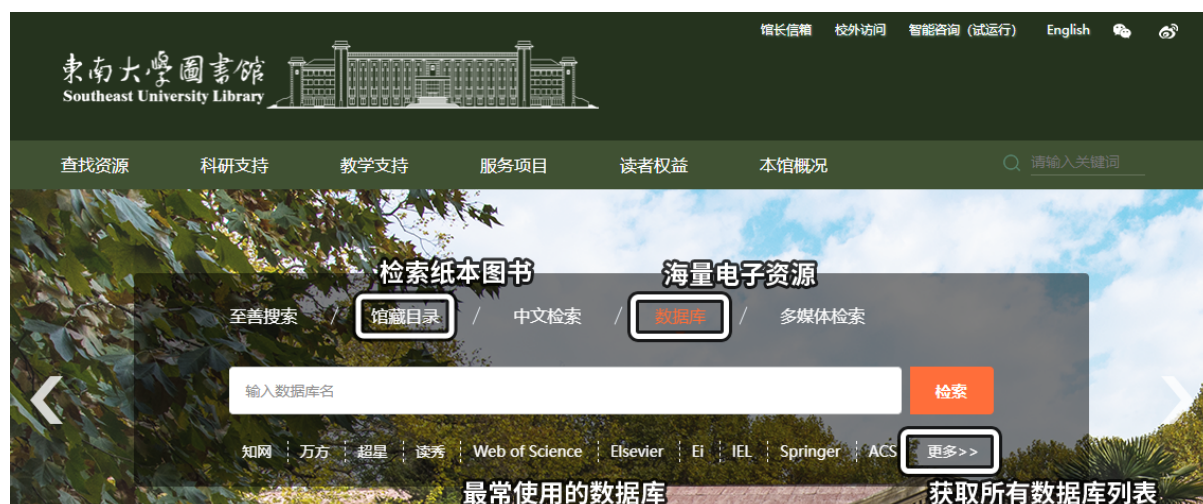 馆长信箱 校外访问 智能咨询（试运行） English
東南大學圖書館
Southeast University Library
查找资源 科研支持 教学支持 服务项目 读者权益 本馆概况 请输入关键词
检索纸本图书 海量电子资源
至善搜索 / 馆藏目录 / 中文检索 / 数据库 / 多媒体检索
输入数据库名 检索
知网 万方 超星 读秀 Web of Science Elsevier Ei IEL Springer ACS 更多>>
最常使用的数据库 获取所有数据库列表